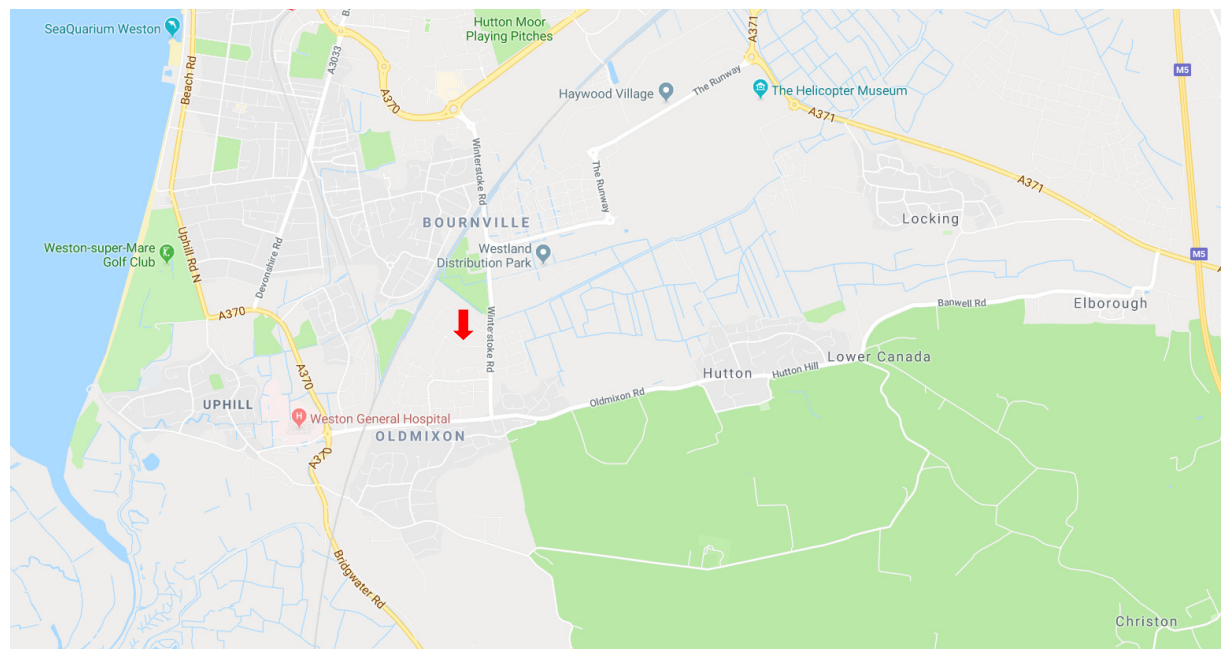 SeaQuarium Weston
Hutton Moor
Playing Pitches
A371
A3033
Beach Rd
M5
A370
Haywood Village
The Runway
The Helicopter Museum
A371
Winterstoke Rd
The Runway
A371
BOURNVILLE
Locking
Uphill Rd N
Weston-super-Mare
Golf Club
Devonshire Rd
Westland
Distribution Park
M5
A370
Winterstoke Rd
Banwell Rd
Elborough
A370
Hutton
Hutton Hill
Lower Canada
UPHILL
Oldmixon Rd
Weston General Hospital
OLDMIXON
A370
Bridgwater Rd
Christon